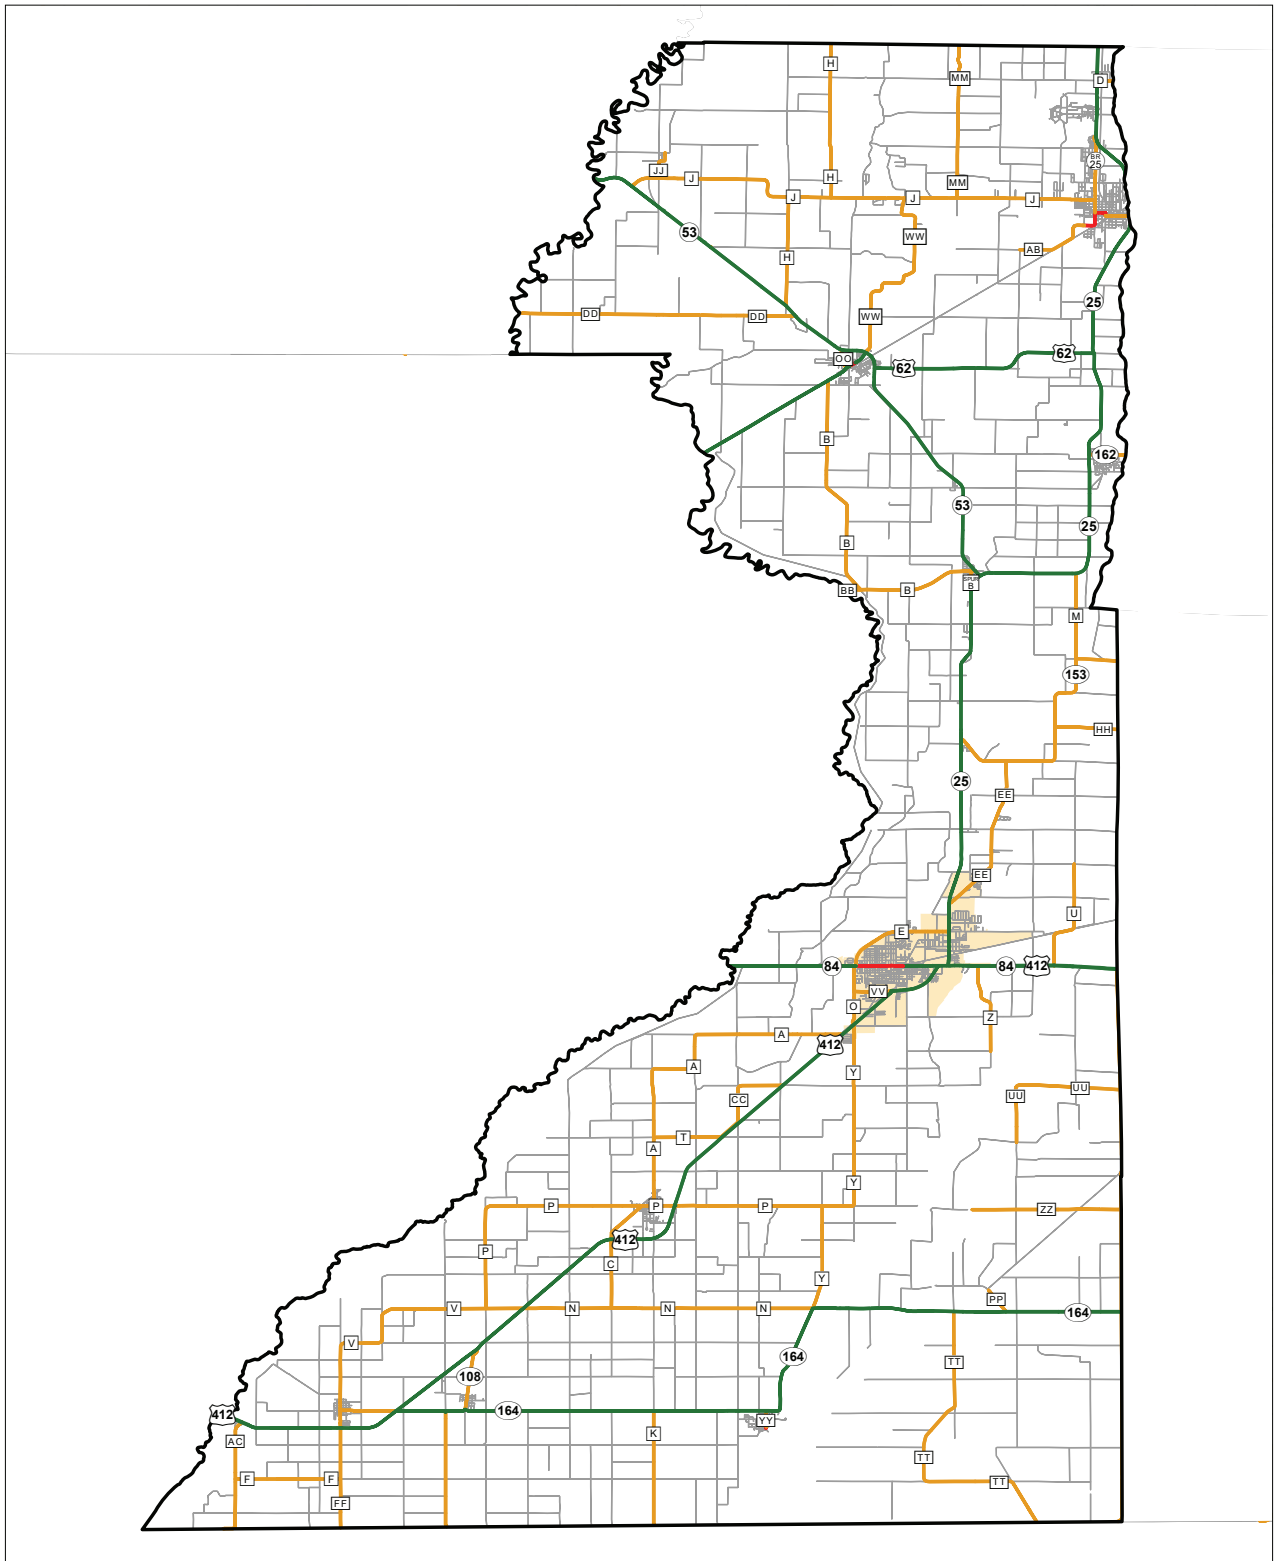 H
MM
D
BR
25
JJ
J
H
MM
J
J
J
53
WW
AB
H
25
DD
DD
WW
OO
62
62
B
162
53
25
B
SPUR
B
BB
B
M
153
HH
25
EE
EE
U
E
84
84
412
VV
O
Z
A
412
A
Y
UU
UU
CC
T
A
Y
P
P
P
ZZ
412
P
C
Y
PP
V
N
N
N
164
V
164
TT
108
412
164
YY
K
AC
TT
F
F
TT
FF